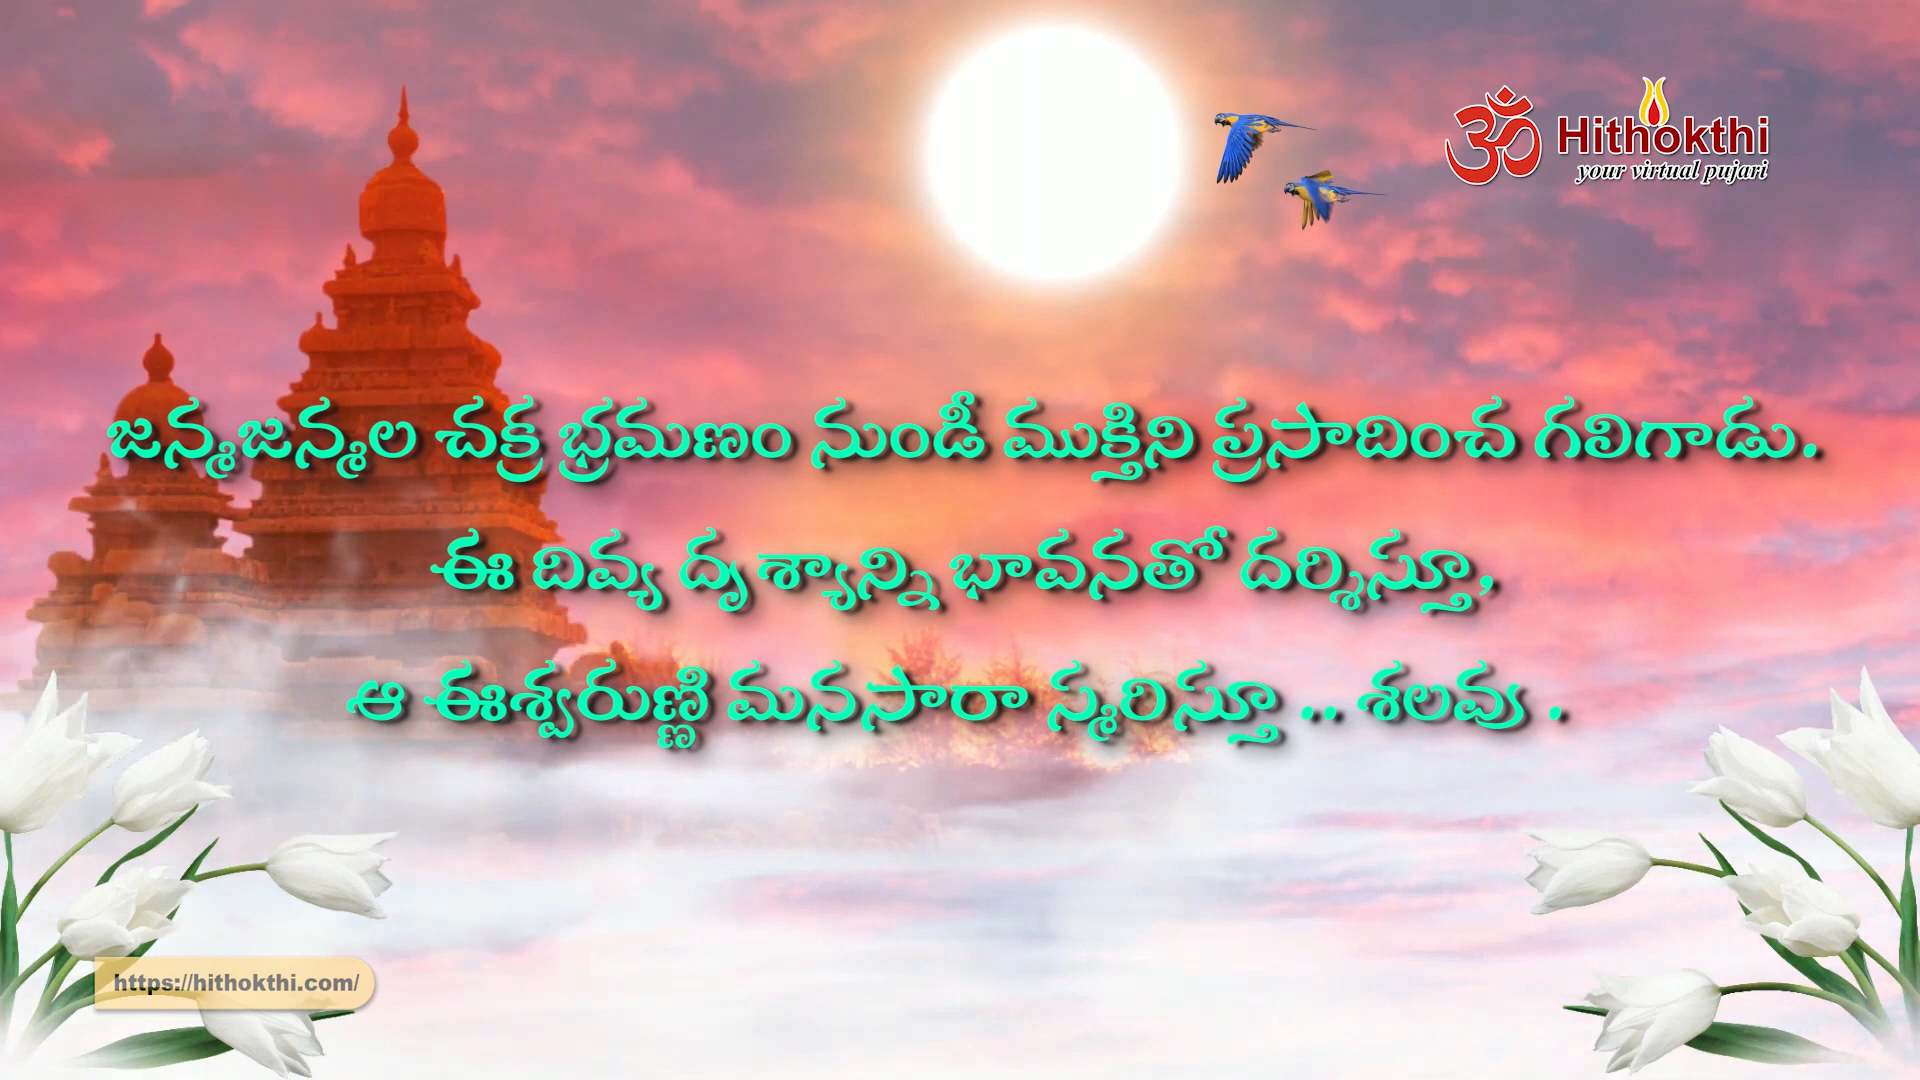 ॐ Hithokthi
your virtual pujari
జన్మజన్మల చక్ర భ్రమణం నుండీ ముక్తిని ప్రసాదించ గలిగాడు.
ఈ దివ్య దృశ్యాన్ని భావనతో దర్శిస్తూ,
ఆ ఈశ్వరుణ్ణి మనసారా స్మరిస్తూ .. శలవు .
https://hithokthi.com/